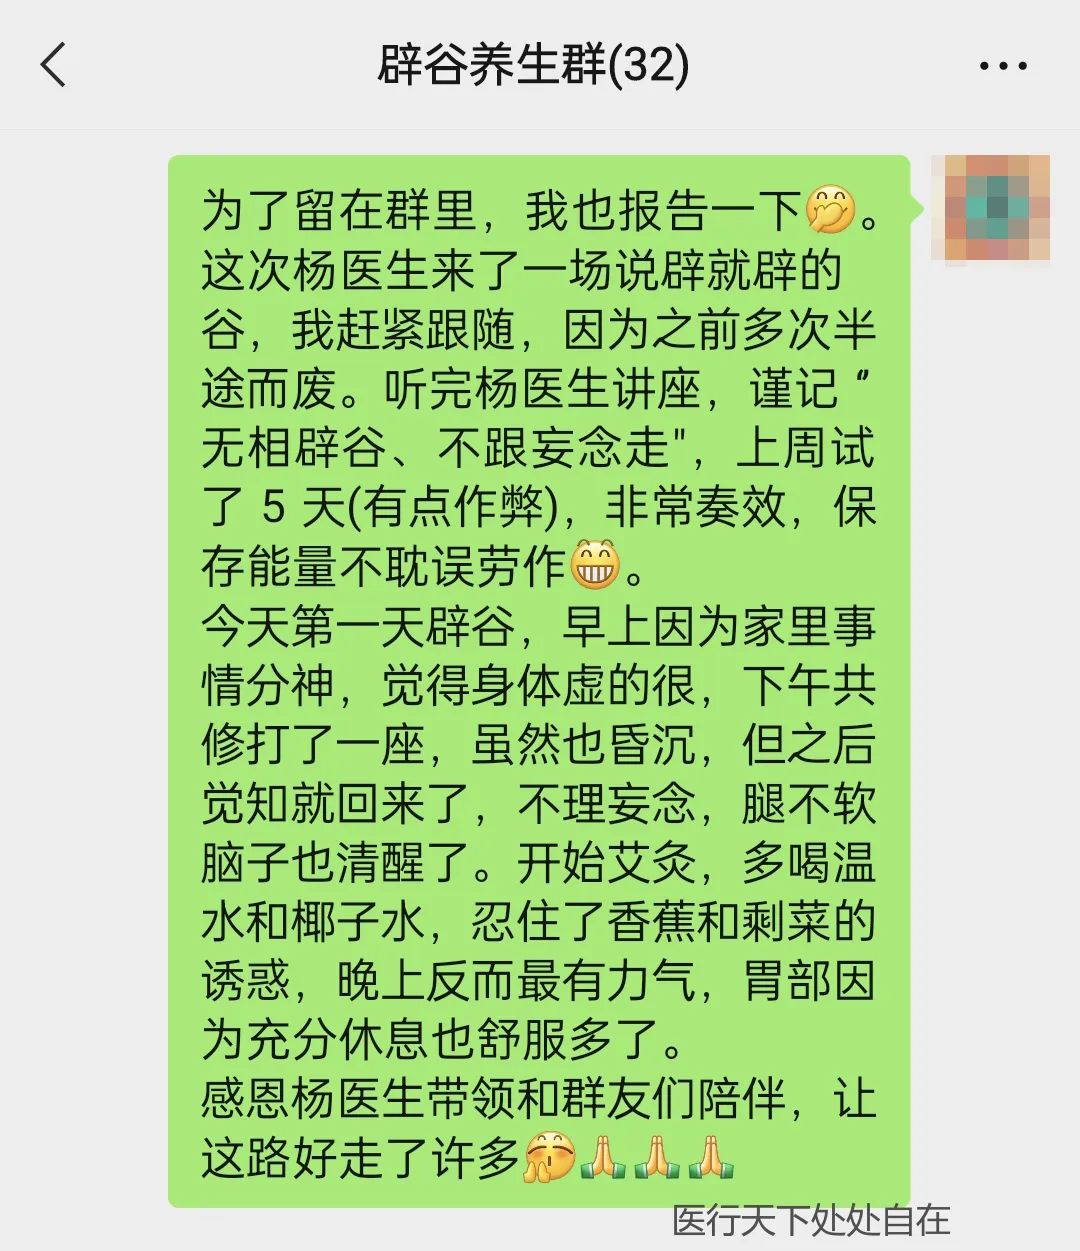 辟谷养生群(32)
为了留在群里，我也报告一下🤭。
这次杨医生来了一场说辟就辟的
谷，我赶紧跟随，因为之前多次半
途而废。听完杨医生讲座，谨记“
无相辟谷、不跟妄念走"，上周试
了 5 天(有点作弊)，非常奏效，保
存能量不耽误劳作😁。
今天第一天辟谷，早上因为家里事
情分神，觉得身体虚的很，下午共
修打了一座，虽然也昏沉，但之后
觉知就回来了，不理妄念，腿不软
脑子也清醒了。开始艾灸，多喝温
水和椰子水，忍住了香蕉和剩菜的
诱惑，晚上反而最有力气，胃部因
为充分休息也舒服多了。
感恩杨医生带领和群友们陪伴，让
这路好走了许多🥱🙏🙏🙏
医行天下处处自在